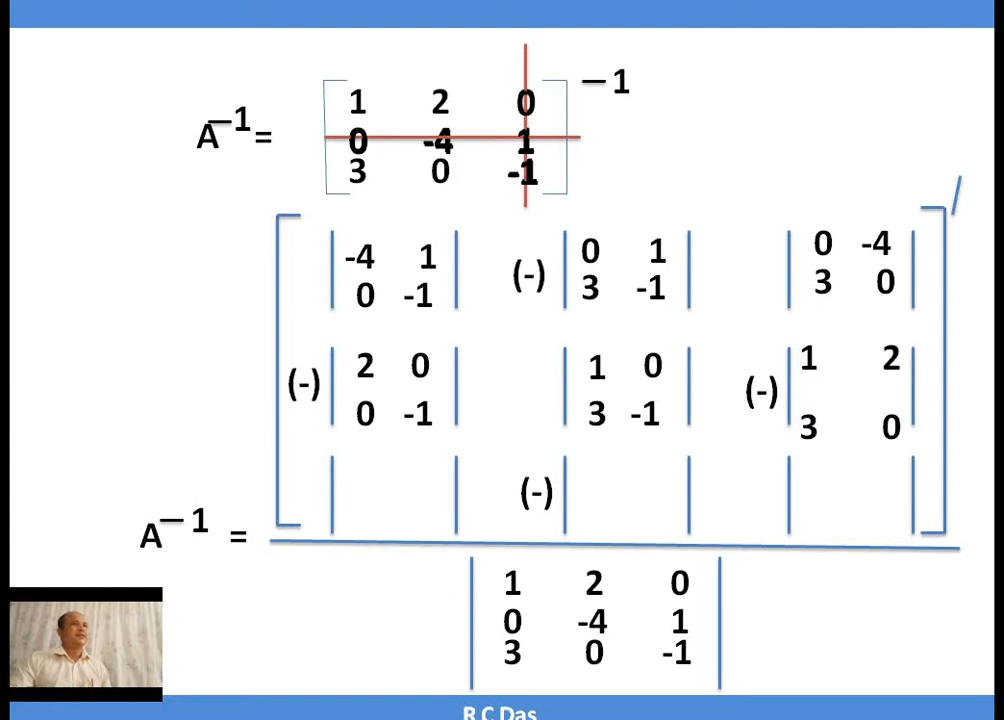 A⁻¹ = [ 1 2 0 ]⁻¹
0 -4 1
3 0 -1
| -4 1 | (-) | 0 1 | | 0 -4 | /
0 -1 3 -1 3 0
(-) | 2 0 | | 1 0 | (-) | 1 2 |
0 -1 3 -1 3 0
(-)
A⁻¹ =
1 2 0
0 -4 1
3 0 -1
R C Das